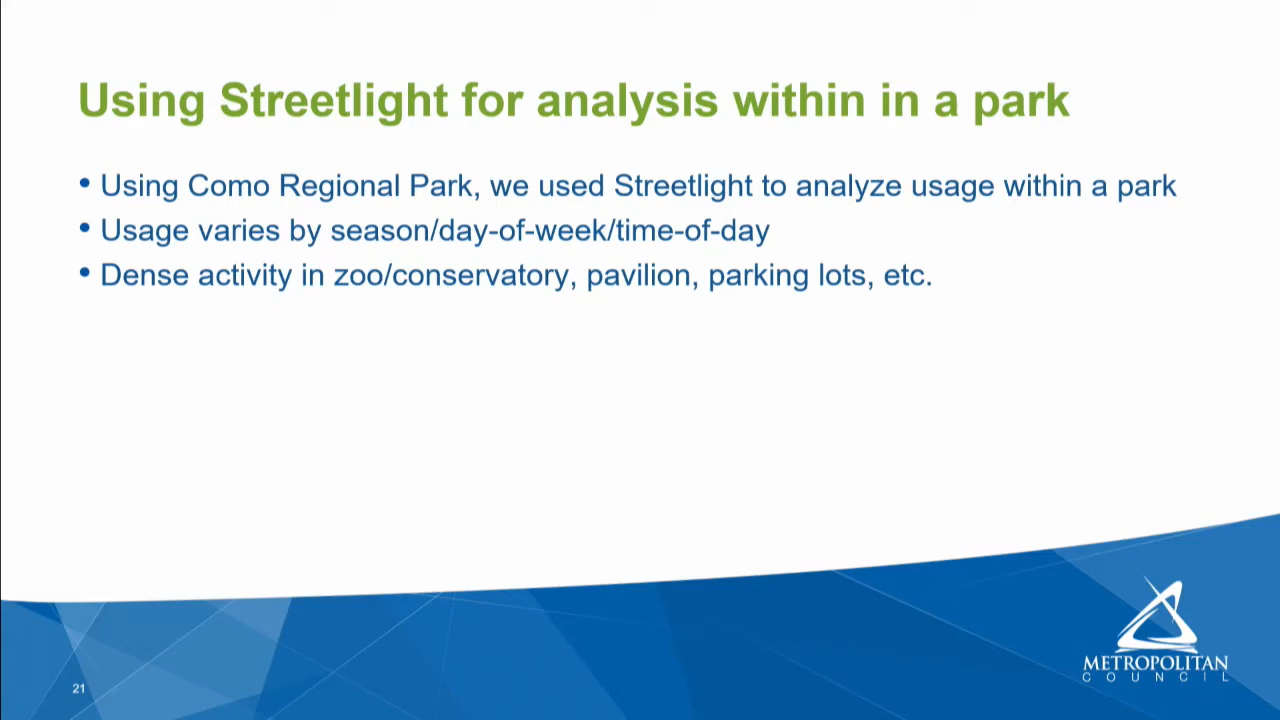 Using Streetlight for analysis within in a park
• Using Como Regional Park, we used Streetlight to analyze usage within a park
• Usage varies by season/day-of-week/time-of-day
• Dense activity in zoo/conservatory, pavilion, parking lots, etc.
21
METROPOLITAN
COUNCIL